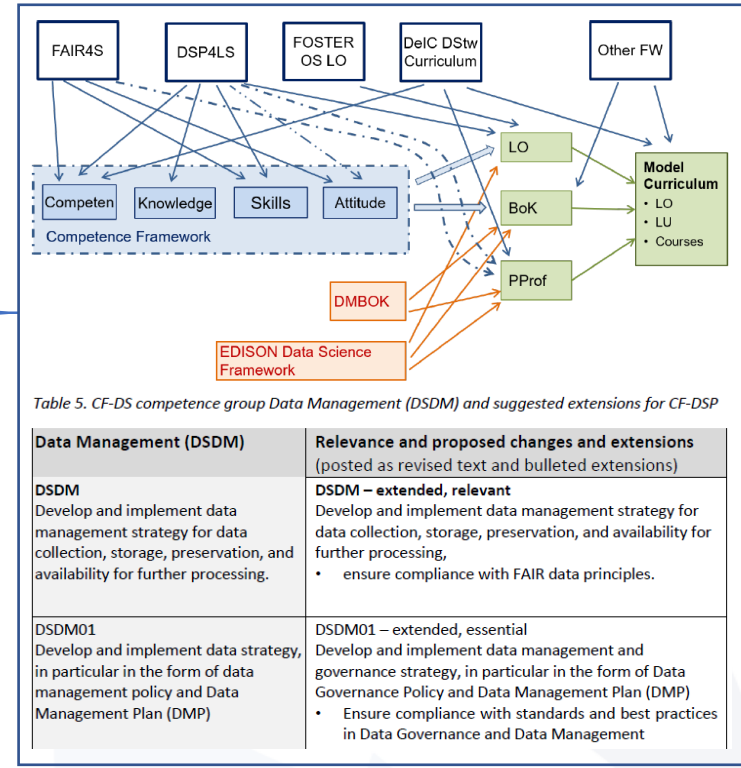 FAIR4S
DSP4LS
FOSTER
OS LO
DeIC DStw
Curriculum
Other FW
Competen
Knowledge
Skills
Attitude
Competence Framework
LO
BoK
PProf
Model
Curriculum
• LO
• LU
• Courses
DMBOK
EDISON Data Science
Framework
Table 5. CF-DS competence group Data Management (DSDM) and suggested extensions for CF-DSP
Data Management (DSDM)
Relevance and proposed changes and extensions
(posted as revised text and bulleted extensions)
DSDM
Develop and implement data
management strategy for data
collection, storage, preservation, and
availability for further processing.
DSDM – extended, relevant
Develop and implement data management strategy for
data collection, storage, preservation, and availability for
further processing,
• ensure compliance with FAIR data principles.
DSDM01
Develop and implement data strategy,
in particular in the form of data
management policy and Data
Management Plan (DMP)
DSDM01 – extended, essential
Develop and implement data management and
governance strategy, in particular in the form of Data
Governance Policy and Data Management Plan (DMP)
• Ensure compliance with standards and best practices
in Data Governance and Data Management